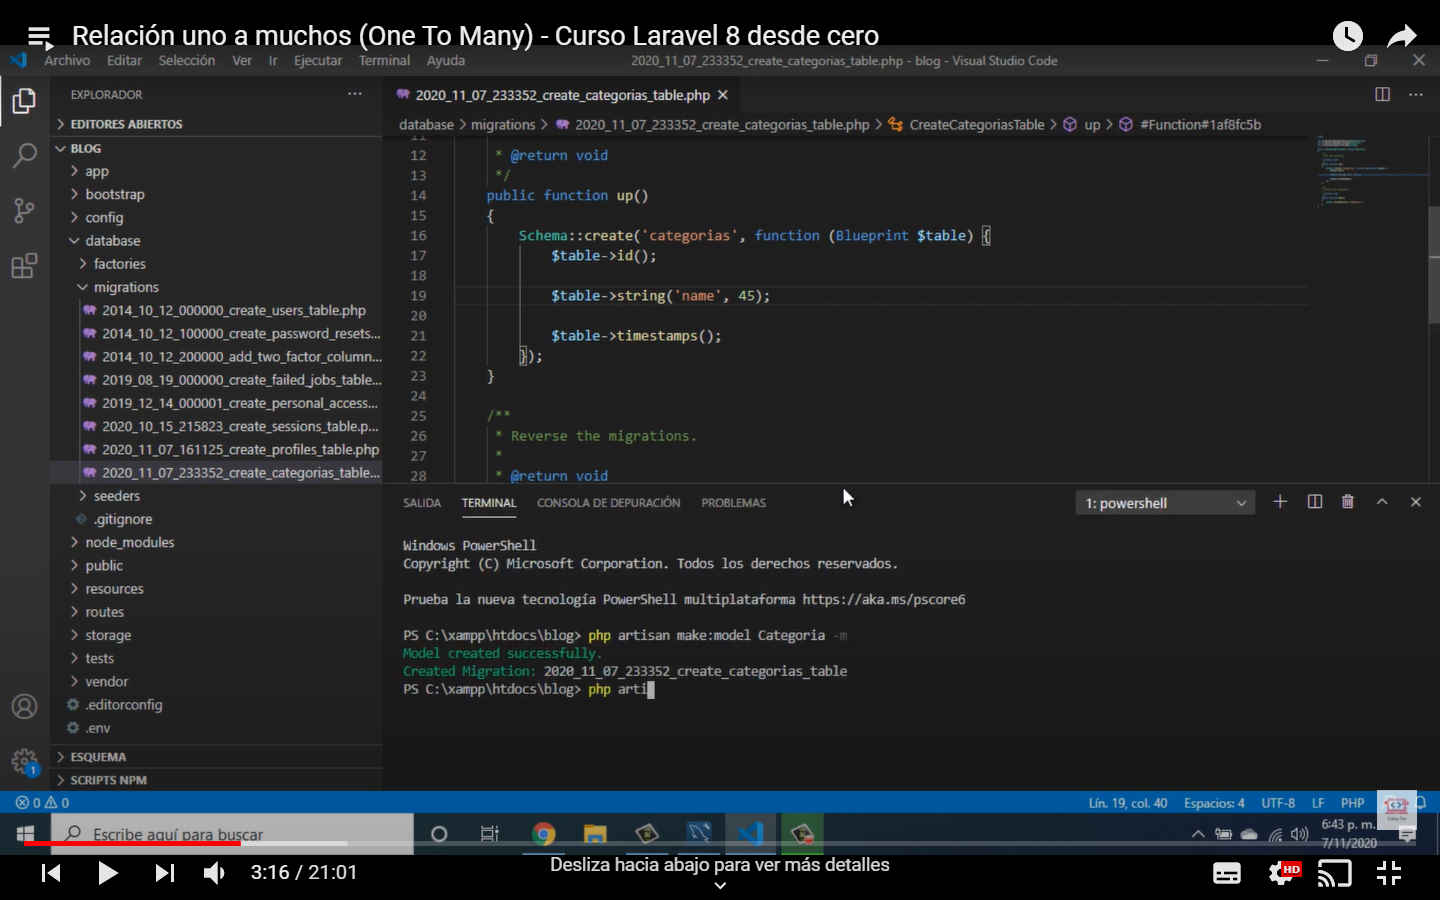 Relación uno a muchos (One To Many) - Curso Laravel 8 desde cero
Archivo Editar Selección Ver Ir Ejecutar Terminal Ayuda
2020_11_07_233352_create_categorias_table.php - blog - Visual Studio Code
EXPLORADOR
EDITORES ABIERTOS
BLOG
app
bootstrap
config
database
factories
migrations
2014_10_12_000000_create_users_table.php
2014_10_12_100000_create_password_resets...
2014_10_12_200000_add_two_factor_column...
2019_08_19_000000_create_failed_jobs_table...
2019_12_14_000001_create_personal_access...
2020_10_15_215823_create_sessions_table.p...
2020_11_07_161125_create_profiles_table.php
2020_11_07_233352_create_categorias_table...
seeders
.gitignore
node_modules
public
resources
routes
storage
tests
vendor
.editorconfig
.env
ESQUEMA
SCRIPTS NPM
2020_11_07_233352_create_categorias_table.php
database > migrations > 2020_11_07_233352_create_categorias_table.php > CreateCategoriasTable > up > #Function#1af8fc5b
11
12 * @return void
13 */
14 public function up()
15 {
16 Schema::create('categorias', function (Blueprint $table) {
17 $table->id();
18
19 $table->string('name', 45);
20
21 $table->timestamps();
22 });
23 }
24
25 /**
26 * Reverse the migrations.
27 *
28 * @return void
SALIDA TERMINAL CONSOLA DE DEPURACIÓN PROBLEMAS
1: powershell
Windows PowerShell
Copyright (C) Microsoft Corporation. Todos los derechos reservados.
Prueba la nueva tecnología PowerShell multiplataforma https://aka.ms/pscore6
PS C:\xampp\htdocs\blog> php artisan make:model Categoria -m
Model created successfully.
Created Migration: 2020_11_07_233352_create_categorias_table
PS C:\xampp\htdocs\blog> php arti
1
0 0
Lín. 19, col. 40 Espacios: 4 UTF-8 LF PHP
Escribe aquí para buscar
6:43 p. m.
7/11/2020
3:16 / 21:01
Desliza hacia abajo para ver más detalles
HD